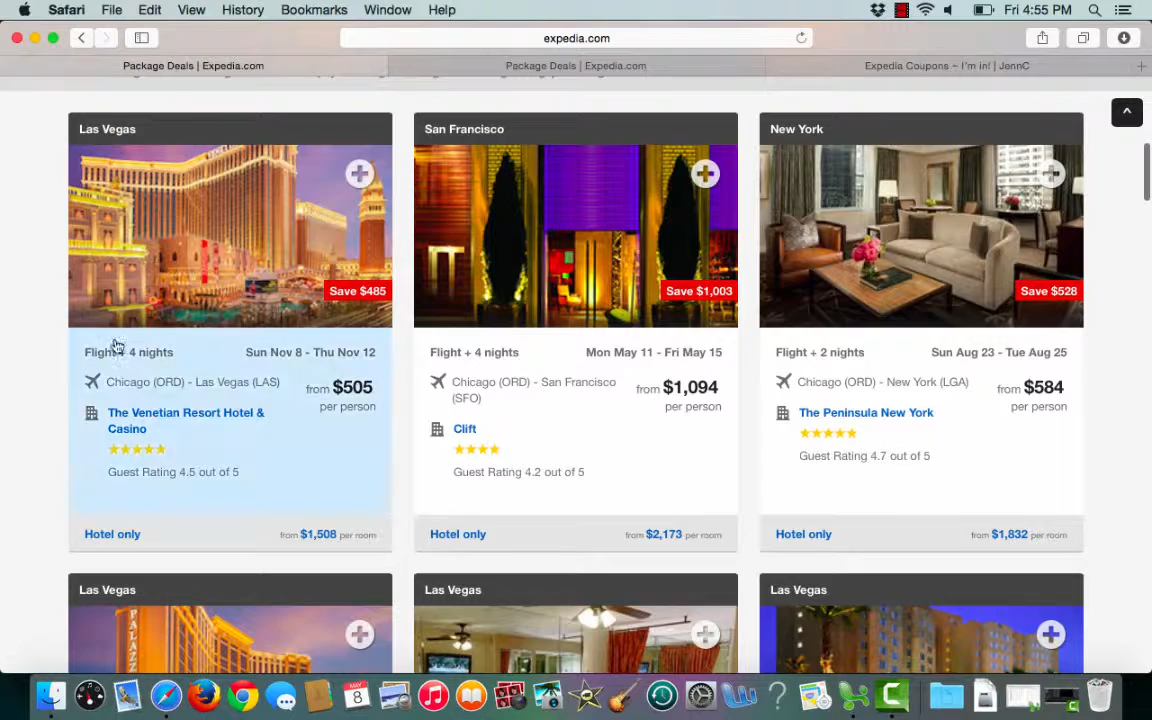 Safari File Edit View History Bookmarks Window Help Fri 4:55 PM
expedia.com
Package Deals | Expedia.com Package Deals | Expedia.com Expedia Coupons ~ I'm in! | JennC
Las Vegas
Save $485
Flight + 4 nights Sun Nov 8 - Thu Nov 12
Chicago (ORD) - Las Vegas (LAS)
from $505
per person
The Venetian Resort Hotel &
Casino
Guest Rating 4.5 out of 5
Hotel only from $1,508 per room
San Francisco
Save $1,003
Flight + 4 nights Mon May 11 - Fri May 15
Chicago (ORD) - San Francisco
(SFO)
from $1,094
per person
Clift
Guest Rating 4.2 out of 5
Hotel only from $2,173 per room
New York
Save $528
Flight + 2 nights Sun Aug 23 - Tue Aug 25
Chicago (ORD) - New York (LGA)
from $584
per person
The Peninsula New York
Guest Rating 4.7 out of 5
Hotel only from $1,832 per room
Las Vegas
PALAZZ
Las Vegas
Las Vegas
MAY
8